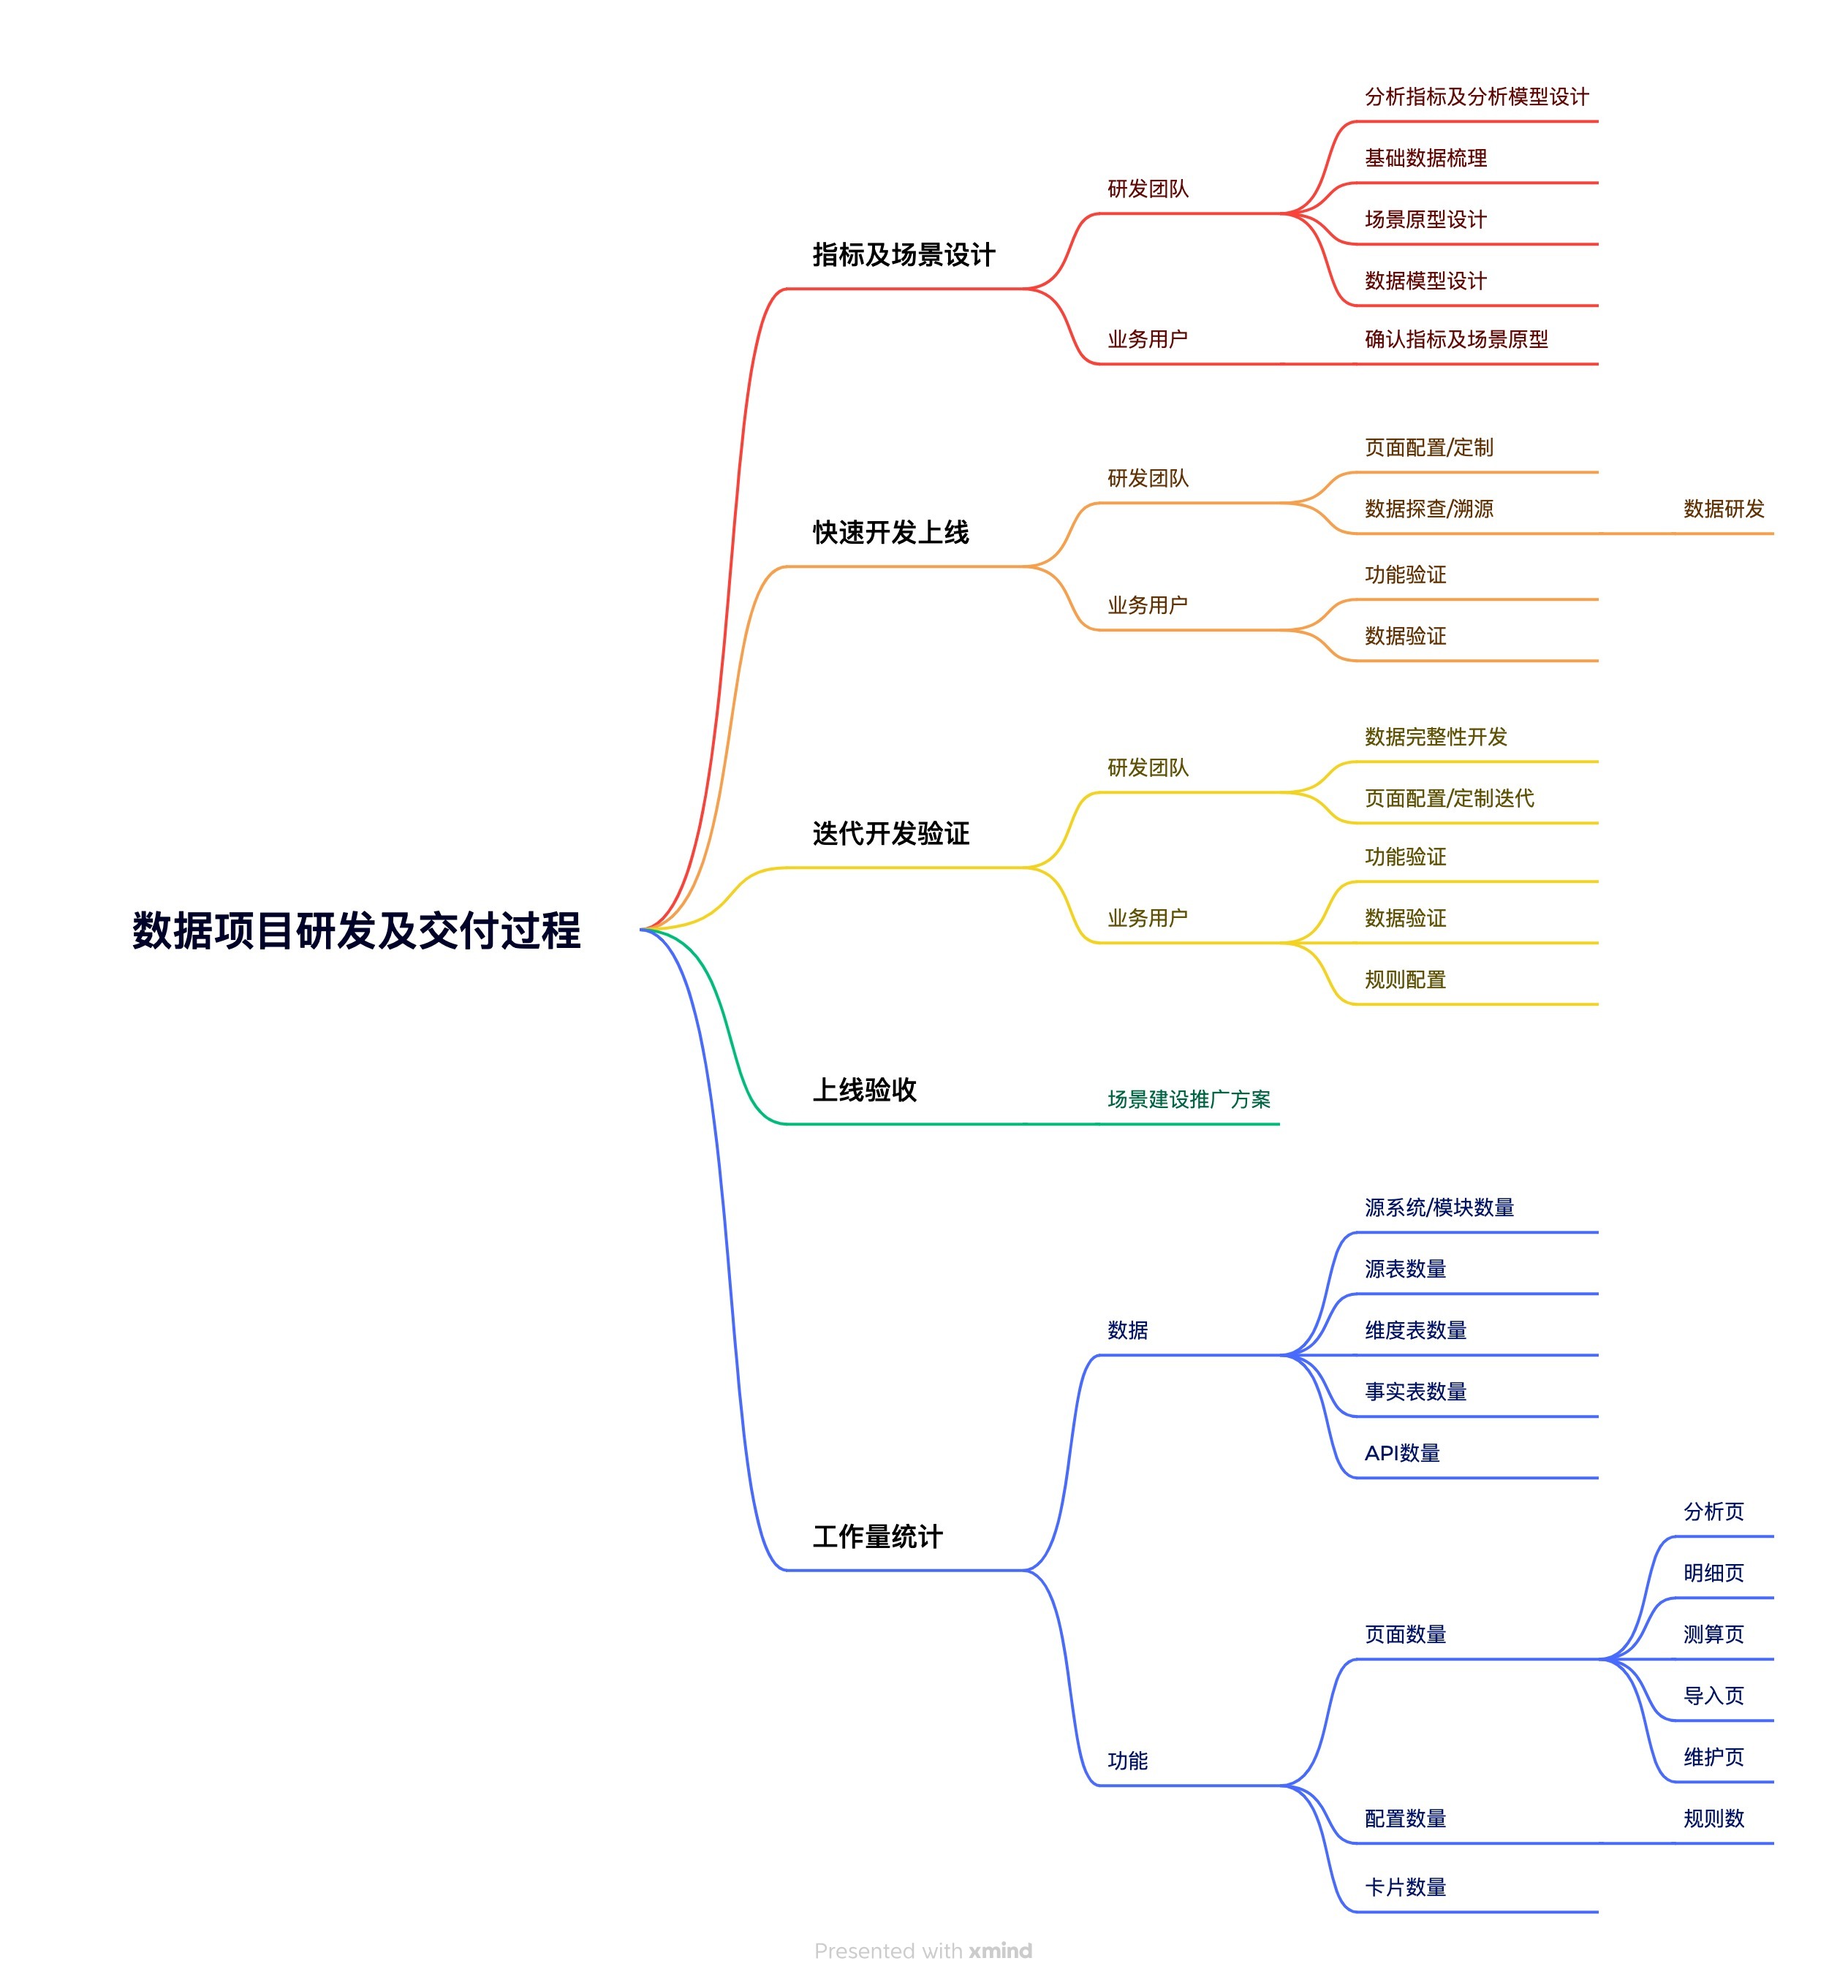 数据项目研发及交付过程
指标及场景设计
研发团队
分析指标及分析模型设计
基础数据梳理
场景原型设计
数据模型设计
业务用户
确认指标及场景原型
快速开发上线
研发团队
页面配置/定制
数据探查/溯源
数据研发
业务用户
功能验证
数据验证
迭代开发验证
研发团队
数据完整性开发
页面配置/定制迭代
业务用户
功能验证
数据验证
规则配置
上线验收
场景建设推广方案
工作量统计
数据
源系统/模块数量
源表数量
维度表数量
事实表数量
API数量
功能
页面数量
分析页
明细页
测算页
导入页
维护页
配置数量
规则数
卡片数量
Presented with xmind